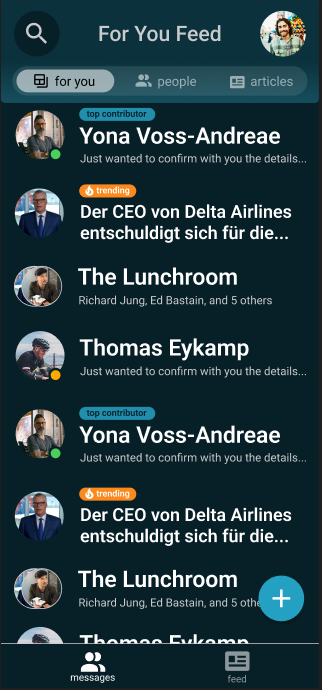 For You Feed
for you
people
articles
top contributor
Yona Voss-Andreae
Just wanted to confirm with you the details...
trending
Der CEO von Delta Airlines
entschuldigt sich für die...
The Lunchroom
Richard Jung, Ed Bastain, and 5 others
Thomas Eykamp
Just wanted to confirm with you the details...
top contributor
Yona Voss-Andreae
Just wanted to confirm with you the details...
trending
Der CEO von Delta Airlines
entschuldigt sich für die...
The Lunchroom
Richard Jung, Ed Bastain, and 5 othe
Thomas Eykamp
messages
feed